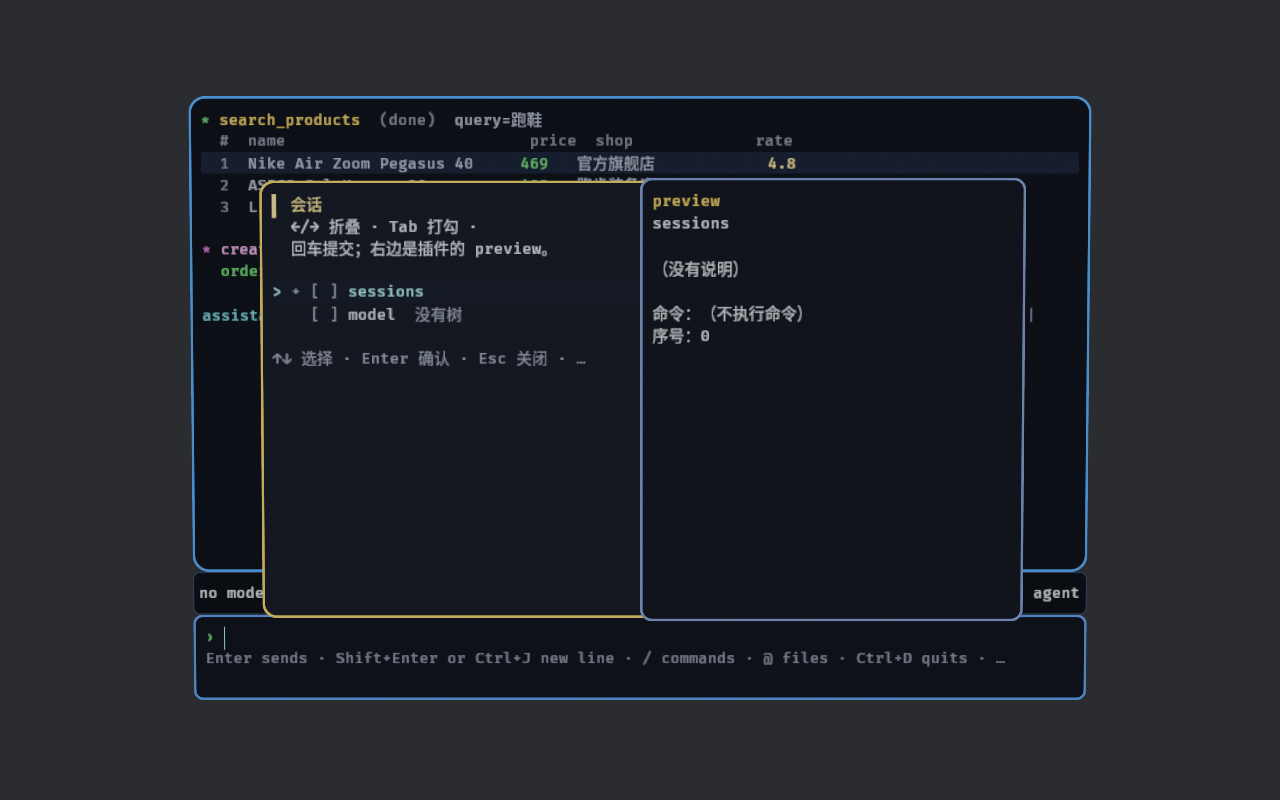 * search_products (done) query=跑鞋
# name price shop rate
1 Nike Air Zoom Pegasus 40 469 官方旗舰店 4.8
2
3 L
* crea
orde
assist
会话
←/→ 折叠 · Tab 打勾 ·
回车提交；右边是插件的 preview。
> + [ ] sessions
[ ] model 没有树
↑↓ 选择 · Enter 确认 · Esc 关闭 · …
preview
sessions
（没有说明）
命令：（不执行命令）
序号：0
no mode
agent
›
Enter sends · Shift+Enter or Ctrl+J new line · / commands · @ files · Ctrl+D quits · …